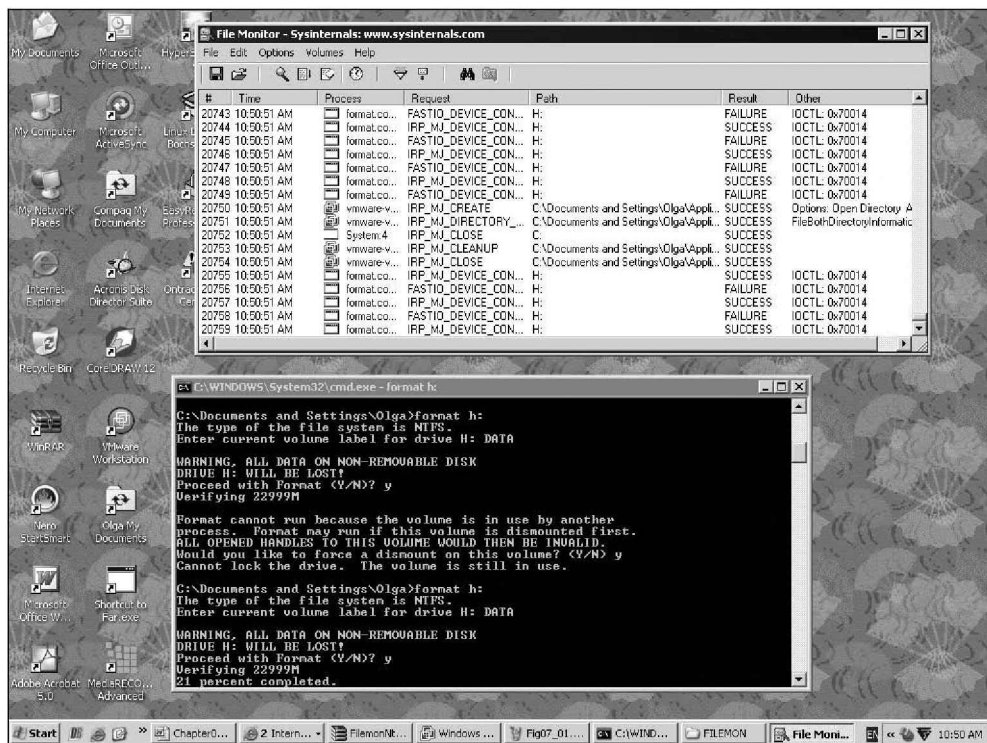 My Documents
Microsoft Office Outl...
My Computer
Microsoft ActiveSync
My Network Places
Compaq My Documents
Internet Explorer
Acronis Disk Director Suite
Recycle Bin
CorelDRAW 12
WinRAR
VMware Workstation
Nero StartSmart
Olga My Documents
Microsoft Office W...
Shortcut to Far.exe
Adobe Acrobat 5.0
MediaRECO... Advanced
File Monitor - Sysinternals: www.sysinternals.com
File Edit Options Volumes Help
# Time Process Request Path Result Other
20743 10:50:51 AM format.co... FASTIO_DEVICE_CON... H: FAILURE IOCTL: 0x70014
20744 10:50:51 AM format.co... IRP_MJ_DEVICE_CON... H: SUCCESS IOCTL: 0x70014
20745 10:50:51 AM format.co... FASTIO_DEVICE_CON... H: FAILURE IOCTL: 0x70014
20746 10:50:51 AM format.co... IRP_MJ_DEVICE_CON... H: SUCCESS IOCTL: 0x70014
20747 10:50:51 AM format.co... FASTIO_DEVICE_CON... H: FAILURE IOCTL: 0x70014
20748 10:50:51 AM format.co... IRP_MJ_DEVICE_CON... H: SUCCESS IOCTL: 0x70014
20749 10:50:51 AM format.co... FASTIO_DEVICE_CON... H: FAILURE IOCTL: 0x70014
20750 10:50:51 AM vmware-v... IRP_MJ_CREATE C:\Documents and Settings\Olga\Appli... SUCCESS Options: Open Directory A
20751 10:50:51 AM vmware-v... IRP_MJ_DIRECTORY_... C:\Documents and Settings\Olga\Appli... SUCCESS FileBothDirectoryInformatic
20752 10:50:51 AM System:4 IRP_MJ_CLOSE C: SUCCESS
20753 10:50:51 AM vmware-v... IRP_MJ_CLEANUP C:\Documents and Settings\Olga\Appli... SUCCESS
20754 10:50:51 AM vmware-v... IRP_MJ_CLOSE C:\Documents and Settings\Olga\Appli... SUCCESS
20755 10:50:51 AM format.co... IRP_MJ_DEVICE_CON... H: SUCCESS IOCTL: 0x70014
20756 10:50:51 AM format.co... FASTIO_DEVICE_CON... H: FAILURE IOCTL: 0x70014
20757 10:50:51 AM format.co... IRP_MJ_DEVICE_CON... H: SUCCESS IOCTL: 0x70014
20758 10:50:51 AM format.co... FASTIO_DEVICE_CON... H: FAILURE IOCTL: 0x70014
20759 10:50:51 AM format.co... IRP_MJ_DEVICE_CON... H: SUCCESS IOCTL: 0x70014
C:\WINDOWS\System32\cmd.exe - format h:
C:\Documents and Settings\Olga>format h:
The type of the file system is NTFS.
Enter current volume label for drive H: DATA
WARNING, ALL DATA ON NON-REMOVABLE DISK
DRIVE H: WILL BE LOST!
Proceed with Format (Y/N)? y
Verifying 22999M
Format cannot run because the volume is in use by another
process. Format may run if this volume is dismounted first.
ALL OPENED HANDLES TO THIS VOLUME WOULD THEN BE INVALID.
Would you like to force a dismount on this volume? (Y/N) y
Cannot lock the drive. The volume is still in use.
C:\Documents and Settings\Olga>format h:
The type of the file system is NTFS.
Enter current volume label for drive H: DATA
WARNING, ALL DATA ON NON-REMOVABLE DISK
DRIVE H: WILL BE LOST!
Proceed with Format (Y/N)? y
Verifying 22999M
21 percent completed.
Start » Chapter0... 2 Intern... FilemonNt... Windows ... Fig07_01.... C:\WIND... FILEMON File Moni... EN « 10:50 AM